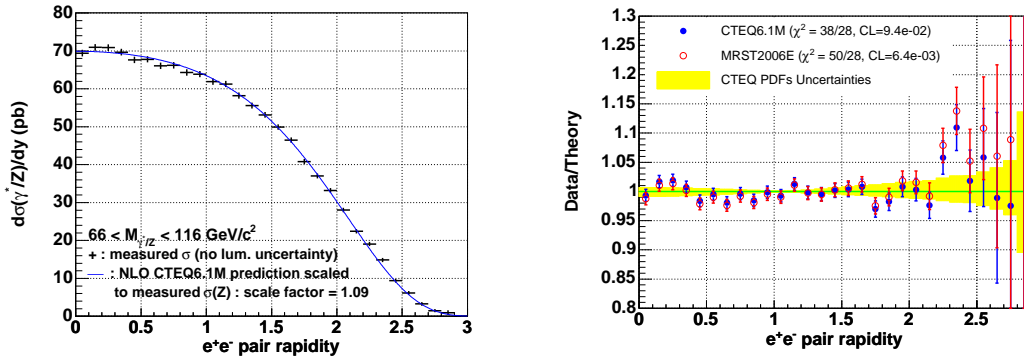 dσ(γ*/Z)/dy (pb)
80
70
60
50
40
30
20
10
0
66 < Mγ*/Z < 116 GeV/c²
+ : measured σ (no lum. uncertainty)
— : NLO CTEQ6.1M prediction scaled
to measured σ(Z) : scale factor = 1.09
0 0.5 1 1.5 2 2.5 3
e⁺e⁻ pair rapidity
Data/Theory
1.3
1.25
1.2
1.15
1.1
1.05
1
0.95
0.9
0.85
0.8
CTEQ6.1M (χ² = 38/28, CL=9.4e-02)
MRST2006E (χ² = 50/28, CL=6.4e-03)
CTEQ PDFs Uncertainties
0 0.5 1 1.5 2 2.5
e⁺e⁻ pair rapidity